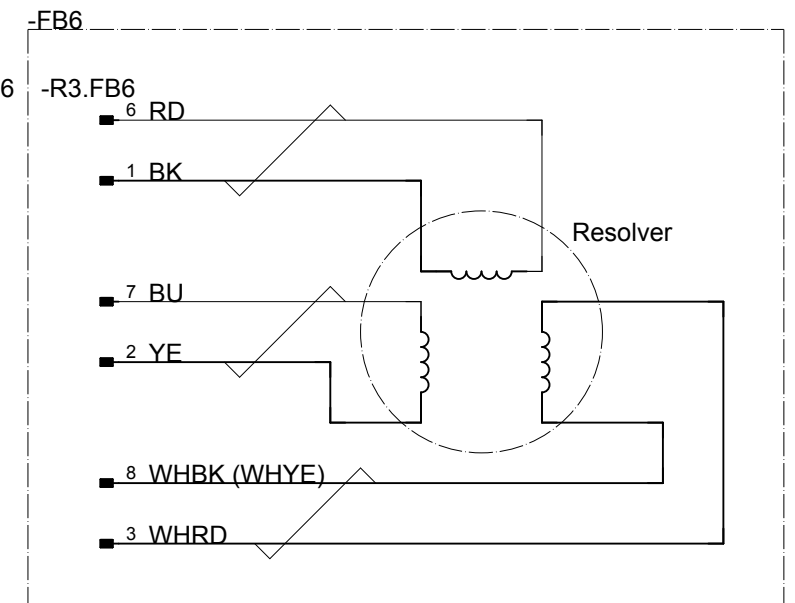 -FB6
6 -R3.FB6
6 RD
1 BK
Resolver
7 BU
2 YE
8 WHBK (WHYE)
3 WHRD